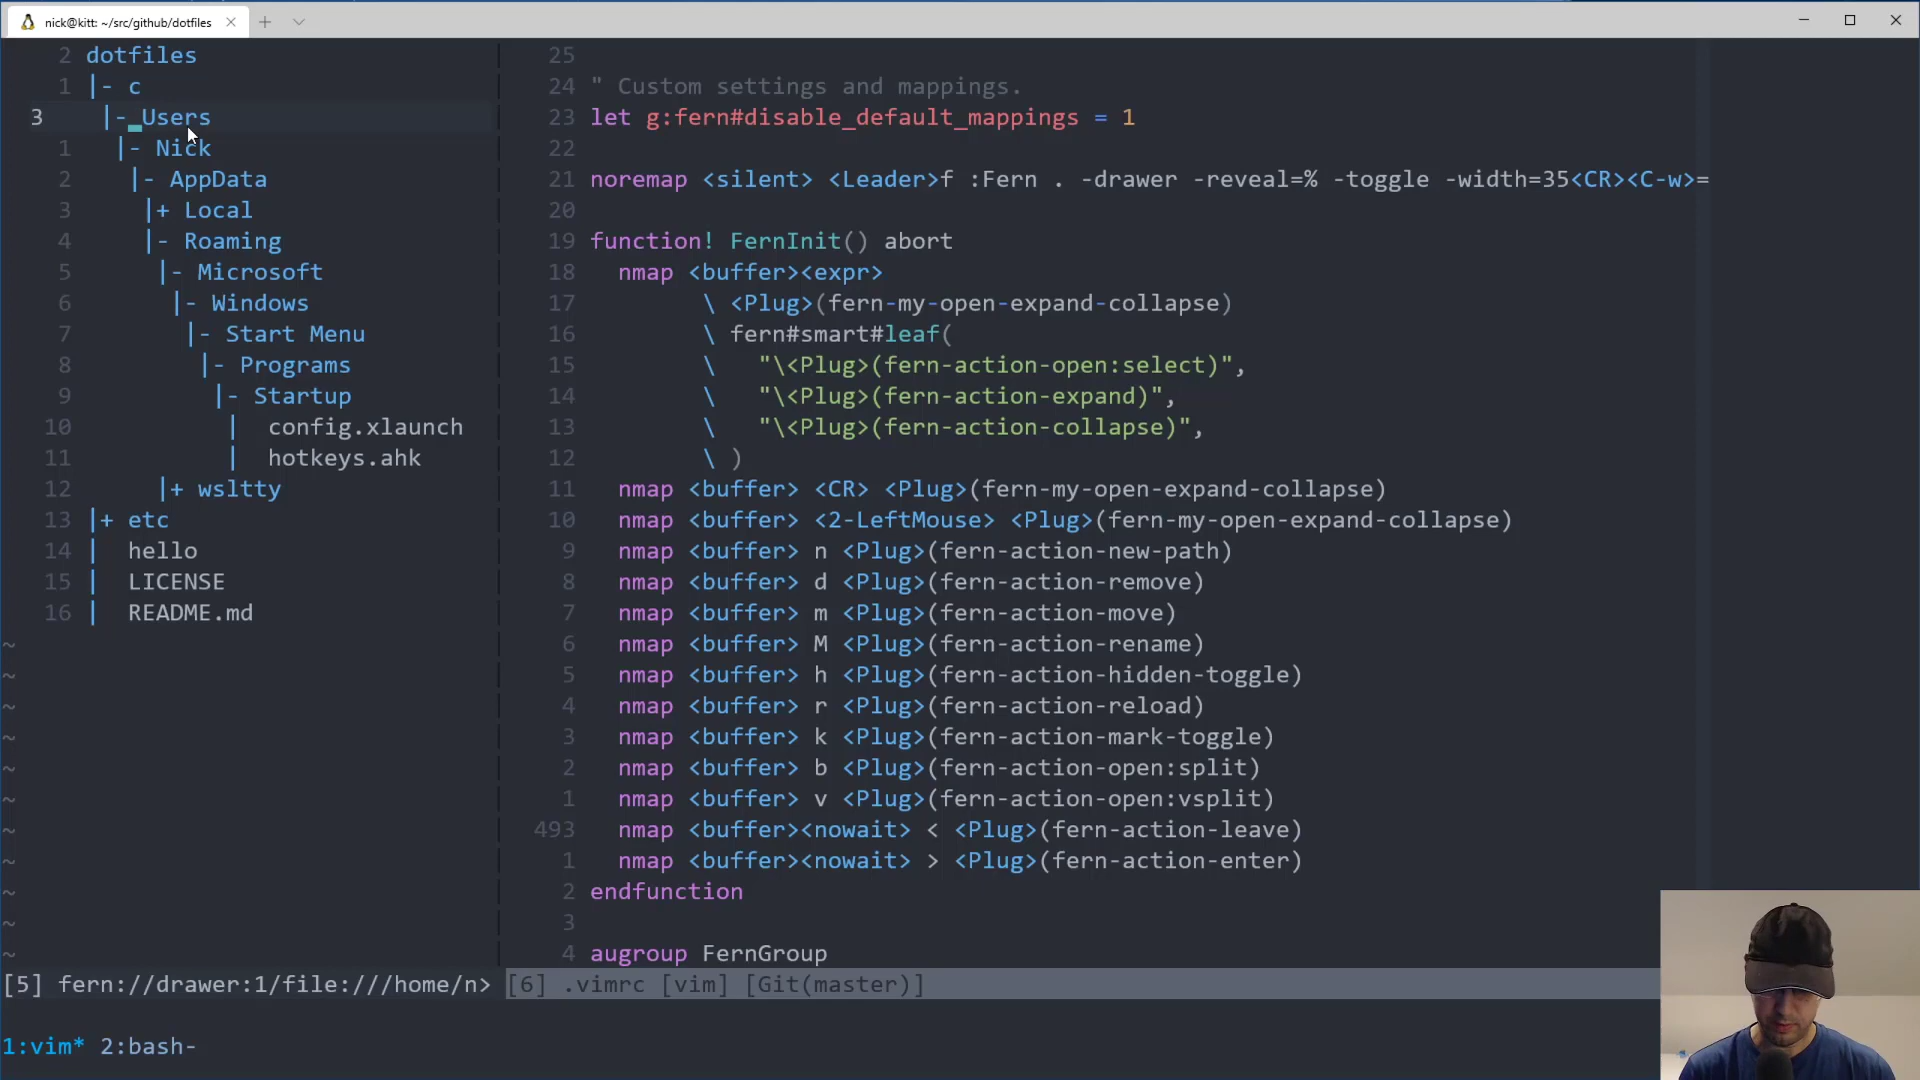 nick@kitt: ~/src/github/dotfiles
2 dotfiles
1 |- c
3 |- Users
1 |- Nick
2 |- AppData
3 |+ Local
4 |- Roaming
5 |- Microsoft
6 |- Windows
7 |- Start Menu
8 |- Programs
9 |- Startup
10 | config.xlaunch
11 | hotkeys.ahk
12 |+ wsltty
13 |+ etc
14 | hello
15 | LICENSE
16 | README.md
~
~
~
~
~
~
~
~
~
~
~
25
24 " Custom settings and mappings.
23 let g:fern#disable_default_mappings = 1
22
21 noremap <silent> <Leader>f :Fern . -drawer -reveal=% -toggle -width=35<CR><C-w>=
20
19 function! FernInit() abort
18 nmap <buffer><expr>
17 \ <Plug>(fern-my-open-expand-collapse)
16 \ fern#smart#leaf(
15 \ "\<Plug>(fern-action-open:select)",
14 \ "\<Plug>(fern-action-expand)",
13 \ "\<Plug>(fern-action-collapse)",
12 \ )
11 nmap <buffer> <CR> <Plug>(fern-my-open-expand-collapse)
10 nmap <buffer> <2-LeftMouse> <Plug>(fern-my-open-expand-collapse)
9 nmap <buffer> n <Plug>(fern-action-new-path)
8 nmap <buffer> d <Plug>(fern-action-remove)
7 nmap <buffer> m <Plug>(fern-action-move)
6 nmap <buffer> M <Plug>(fern-action-rename)
5 nmap <buffer> h <Plug>(fern-action-hidden-toggle)
4 nmap <buffer> r <Plug>(fern-action-reload)
3 nmap <buffer> k <Plug>(fern-action-mark-toggle)
2 nmap <buffer> b <Plug>(fern-action-open:split)
1 nmap <buffer> v <Plug>(fern-action-open:vsplit)
493 nmap <buffer><nowait> < <Plug>(fern-action-leave)
1 nmap <buffer><nowait> > <Plug>(fern-action-enter)
2 endfunction
3
4 augroup FernGroup
[5] fern://drawer:1/file:///home/n> [6] .vimrc [vim] [Git(master)]
1:vim* 2:bash-